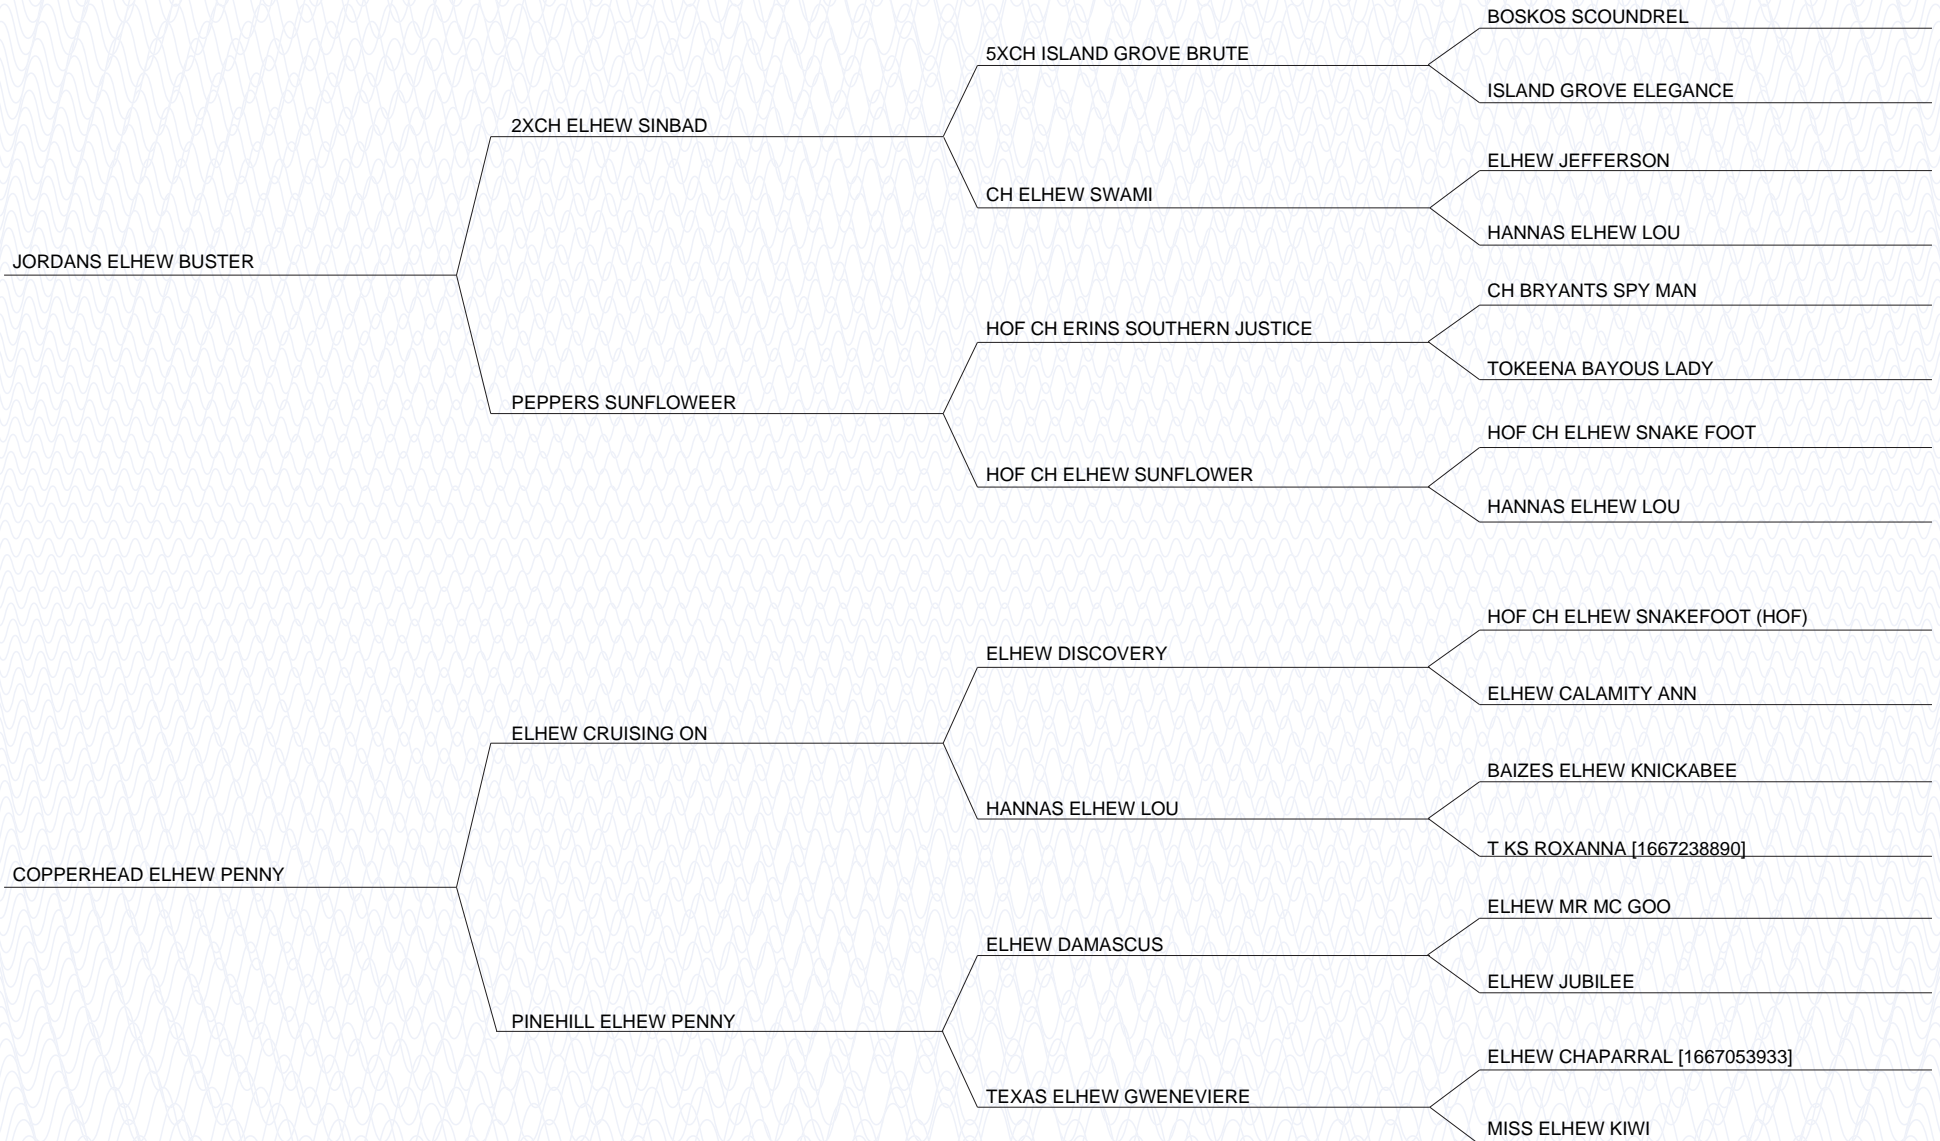 BOSKOS SCOUNDREL
5XCH ISLAND GROVE BRUTE
ISLAND GROVE ELEGANCE
2XCH ELHEW SINBAD
ELHEW JEFFERSON
CH ELHEW SWAMI
HANNAS ELHEW LOU
JORDANS ELHEW BUSTER
CH BRYANTS SPY MAN
HOF CH ERINS SOUTHERN JUSTICE
TOKEENA BAYOUS LADY
PEPPERS SUNFLOWEER
HOF CH ELHEW SNAKE FOOT
HOF CH ELHEW SUNFLOWER
HANNAS ELHEW LOU
HOF CH ELHEW SNAKEFOOT (HOF)
ELHEW DISCOVERY
ELHEW CALAMITY ANN
ELHEW CRUISING ON
BAIZES ELHEW KNICKABEE
HANNAS ELHEW LOU
T KS ROXANNA [1667238890]
COPPERHEAD ELHEW PENNY
ELHEW MR MC GOO
ELHEW DAMASCUS
ELHEW JUBILEE
PINEHILL ELHEW PENNY
ELHEW CHAPARRAL [1667053933]
TEXAS ELHEW GWENEVIERE
MISS ELHEW KIWI